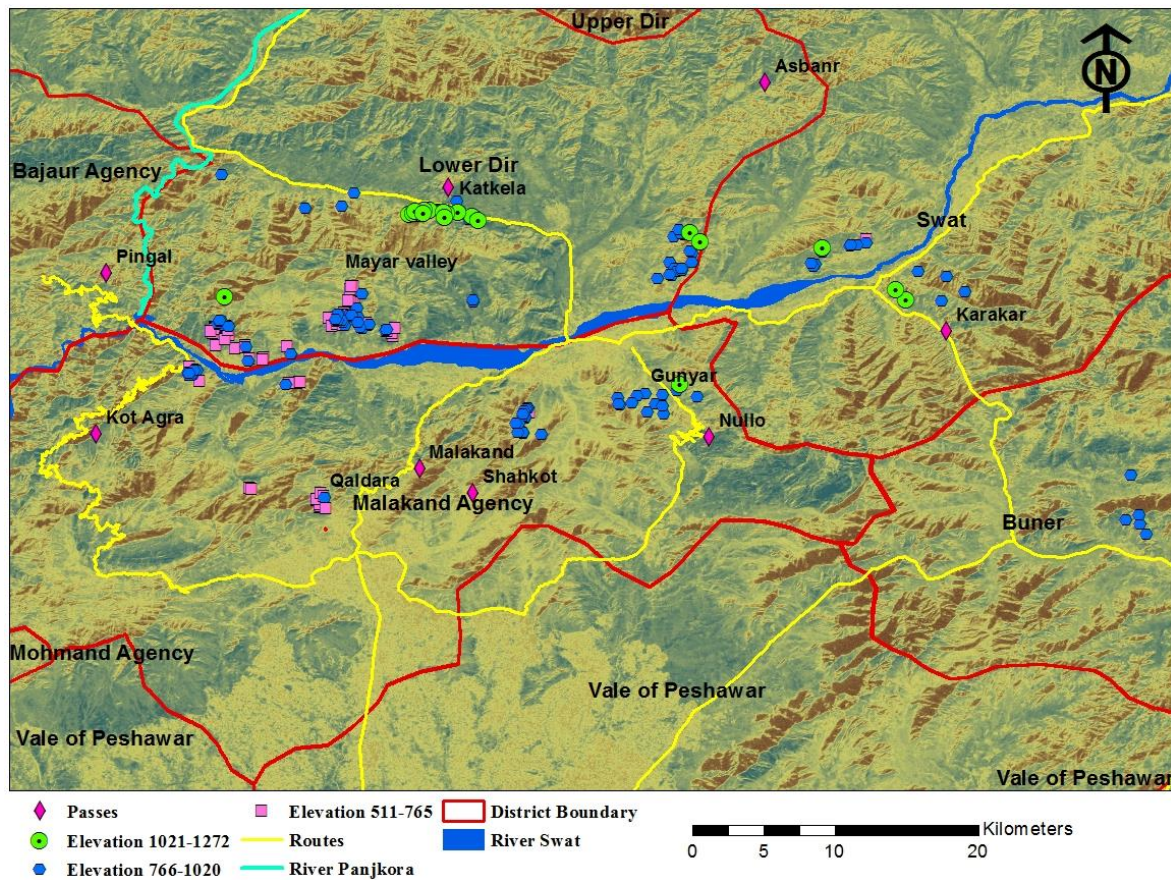 Upper Dir
Asbanr
N
Bajaur Agency
Lower Dir
Katkela
Swat
Pingal
Mayar valley
Karakar
Gunyar
Kot Agra
Nullo
Malakand
Qaldara
Shahkot
Malakand Agency
Buner
Mohmand Agency
Vale of Peshawar
Vale of Peshawar
Vale of Peshawar
Passes
Elevation 511-765
District Boundary
Elevation 1021-1272
Routes
River Swat
Elevation 766-1020
River Panjkora
Kilometers
0 5 10 20